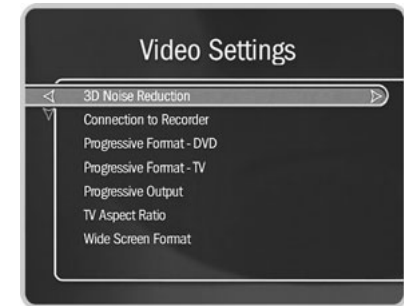 Video Settings
3D Noise Reduction
Connection to Recorder
Progressive Format - DVD
Progressive Format - TV
Progressive Output
TV Aspect Ratio
Wide Screen Format